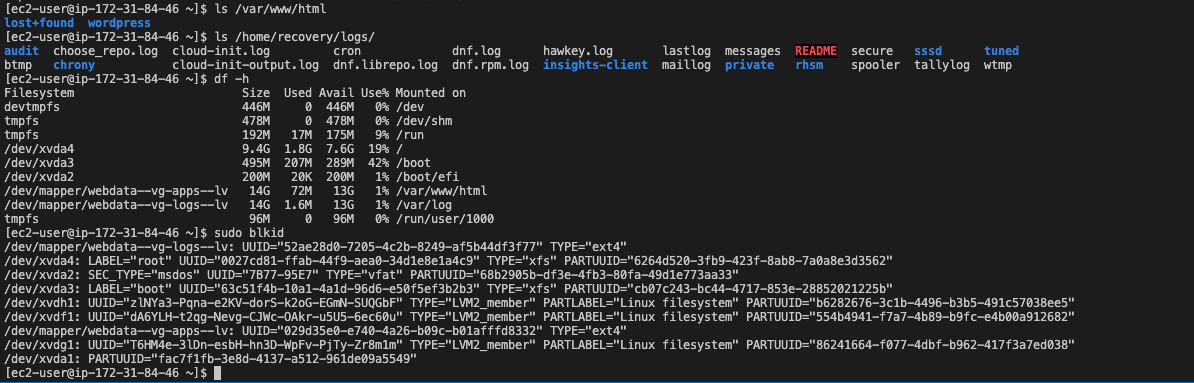 [ec2-user@ip-172-31-84-46 ~]$ ls /var/www/html
lost+found  wordpress
[ec2-user@ip-172-31-84-46 ~]$ ls /home/recovery/logs/
audit  choose_repo.log  cloud-init.log         cron             dnf.log      hawkey.log       lastlog  messages  README  secure   sssd      tuned
btmp   chrony           cloud-init-output.log  dnf.librepo.log  dnf.rpm.log  insights-client  maillog  private   rhsm    spooler  tallylog  wtmp
[ec2-user@ip-172-31-84-46 ~]$ df -h
Filesystem                       Size  Used Avail Use% Mounted on
devtmpfs                         446M     0  446M   0% /dev
tmpfs                            478M     0  478M   0% /dev/shm
tmpfs                            192M   17M  175M   9% /run
/dev/xvda4                       9.4G  1.8G  7.6G  19% /
/dev/xvda3                       495M  207M  289M  42% /boot
/dev/xvda2                       200M   20K  200M   1% /boot/efi
/dev/mapper/webdata--vg-apps--lv  14G   72M   13G   1% /var/www/html
/dev/mapper/webdata--vg-logs--lv  14G  1.6M   13G   1% /var/log
tmpfs                             96M     0   96M   0% /run/user/1000
[ec2-user@ip-172-31-84-46 ~]$ sudo blkid
/dev/mapper/webdata--vg-logs--lv: UUID="52ae28d0-7205-4c2b-8249-af5b44df3f77" TYPE="ext4"
/dev/xvda4: LABEL="root" UUID="0027cd81-ffab-44f9-aea0-34d1e8e1a4c9" TYPE="xfs" PARTUUID="6264d520-3fb9-423f-8ab8-7a0a8e3d3562"
/dev/xvda2: SEC_TYPE="msdos" UUID="7B77-95E7" TYPE="vfat" PARTUUID="68b2905b-df3e-4fb3-80fa-49d1e773aa33"
/dev/xvda3: LABEL="boot" UUID="63c51f4b-10a1-4a1d-96d6-e50f5ef3b2b3" TYPE="xfs" PARTUUID="cb07c243-bc44-4717-853e-28852021225b"
/dev/xvdh1: UUID="zlNYa3-Pqna-e2KV-dorS-k2oG-EGmN-SUQGbF" TYPE="LVM2_member" PARTLABEL="Linux filesystem" PARTUUID="b6282676-3c1b-4496-b3b5-491c57038ee5"
/dev/xvdf1: UUID="dA6YLH-t2qg-Nevg-CJWc-OAkr-u5U5-6ec60u" TYPE="LVM2_member" PARTLABEL="Linux filesystem" PARTUUID="554b4941-f7a7-4b89-b9fc-e4b00a912682"
/dev/mapper/webdata--vg-apps--lv: UUID="029d35e0-e740-4a26-b09c-b01afffd8332" TYPE="ext4"
/dev/xvdg1: UUID="T6HM4e-3lDn-esbH-hn3D-WpFv-PjTy-Zr8m1m" TYPE="LVM2_member" PARTLABEL="Linux filesystem" PARTUUID="86241664-f077-4dbf-b962-417f3a7ed038"
/dev/xvda1: PARTUUID="fac7f1fb-3e8d-4137-a512-961de09a5549"
[ec2-user@ip-172-31-84-46 ~]$